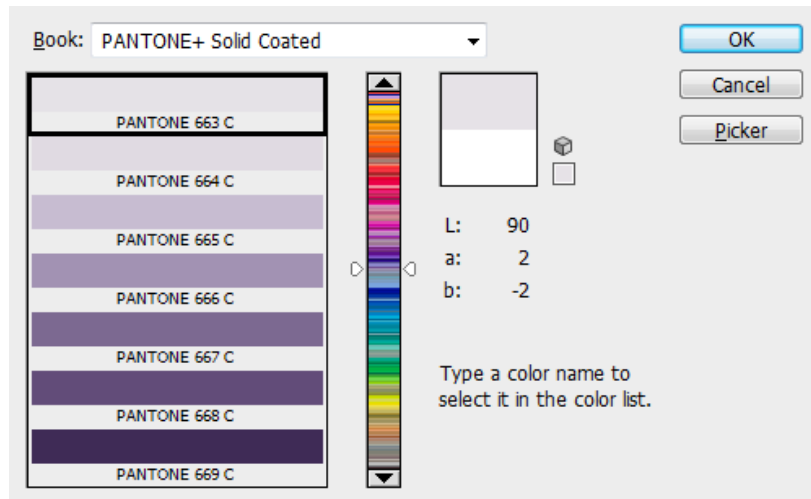 Book: PANTONE+ Solid Coated
OK
Cancel
Picker
PANTONE 663 C
PANTONE 664 C
PANTONE 665 C
PANTONE 666 C
PANTONE 667 C
PANTONE 668 C
PANTONE 669 C
L: 90
a: 2
b: -2
Type a color name to
select it in the color list.